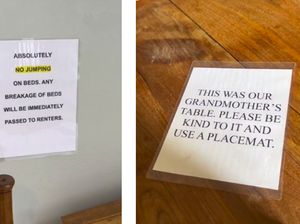 ABSOLUTELY
NO JUMPING
ON BEDS. ANY
BREAKAGE OF BEDS
WILL BE IMMEDIATELY
PASSED TO RENTERS.
THIS WAS OUR
GRANDMOTHER'S
TABLE. PLEASE BE
KIND TO IT AND
USE A PLACEMAT.